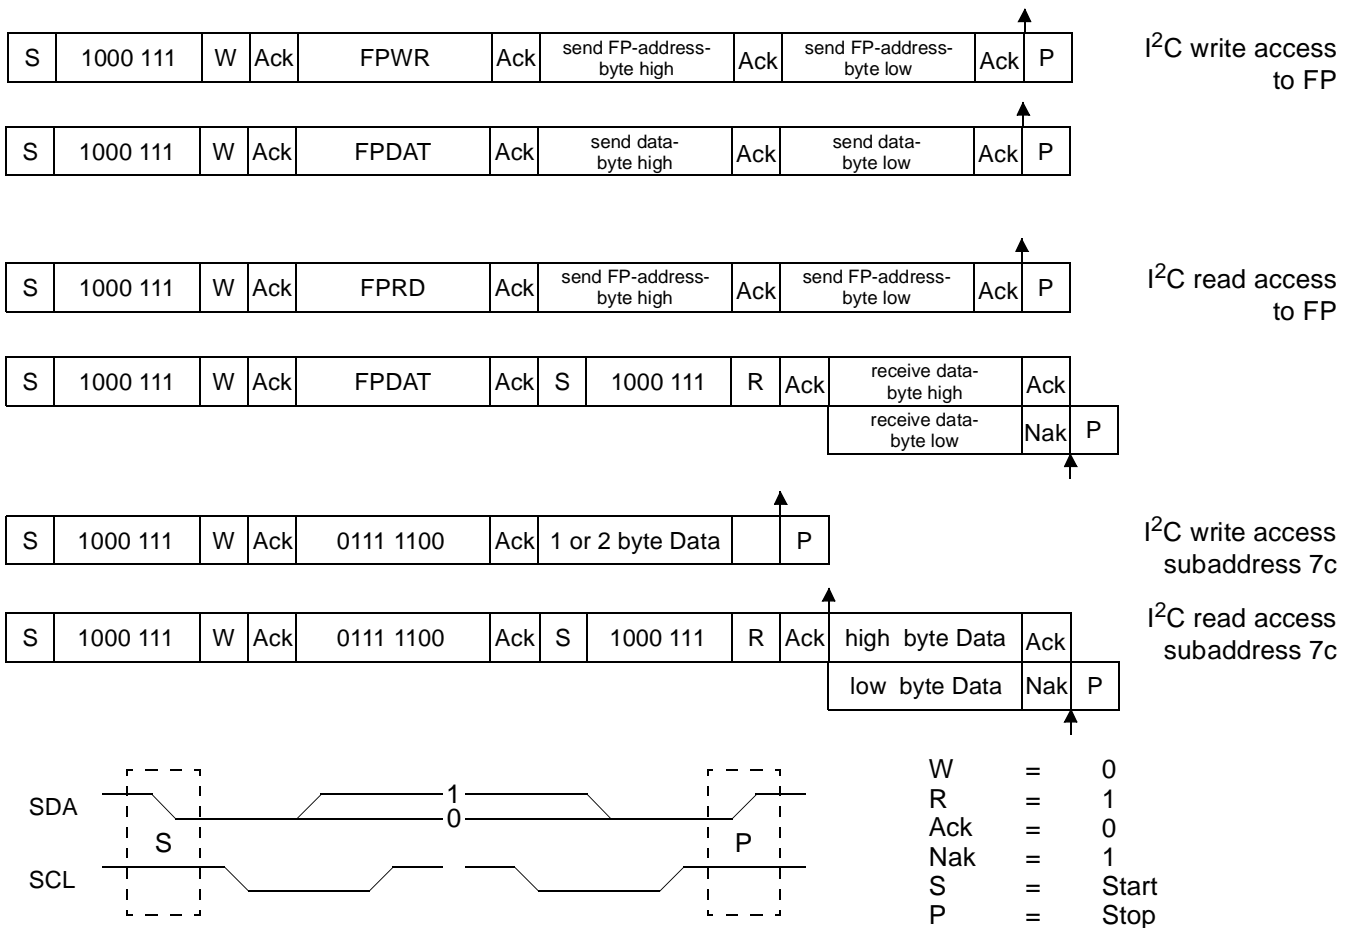 S 1000 111 W Ack FPWR Ack send FP-address-byte high Ack send FP-address-byte low Ack P
I2C write access
to FP
S 1000 111 W Ack FPDAT Ack send data-byte high Ack send data-byte low Ack P
S 1000 111 W Ack FPRD Ack send FP-address-byte high Ack send FP-address-byte low Ack P
I2C read access
to FP
S 1000 111 W Ack FPDAT Ack S 1000 111 R Ack receive data-byte high Ack
receive data-byte low Nak P
S 1000 111 W Ack 0111 1100 Ack 1 or 2 byte Data P
I2C write access
subaddress 7c
S 1000 111 W Ack 0111 1100 Ack S 1000 111 R Ack high byte Data Ack
I2C read access
subaddress 7c
low byte Data Nak P
SDA 1
0
S P
SCL
W = 0
R = 1
Ack = 0
Nak = 1
S = Start
P = Stop